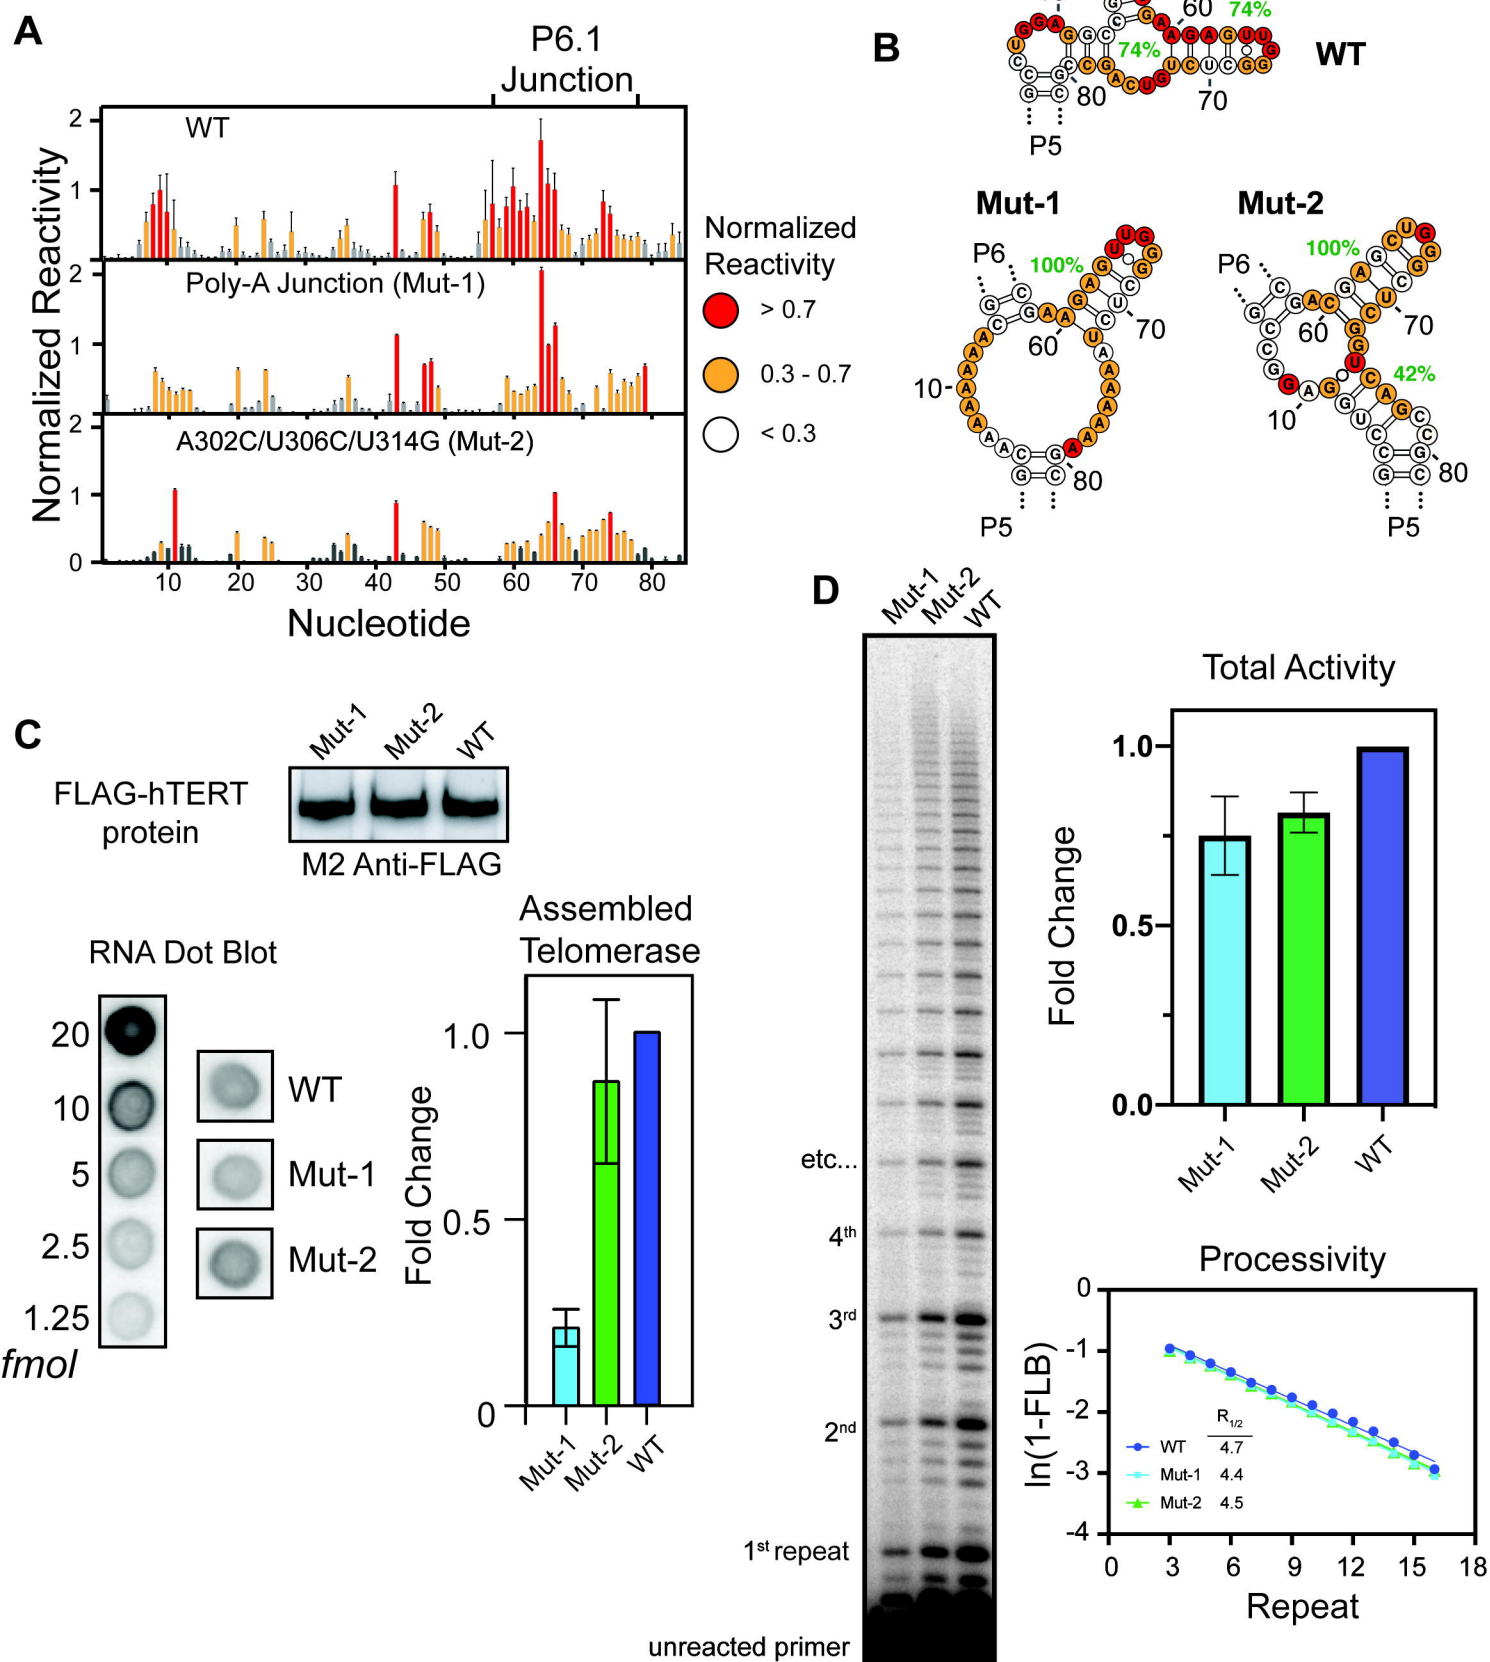 A
P6.1
Junction
WT
Poly-A Junction (Mut-1)
A302C/U306C/U314G (Mut-2)
Normalized Reactivity
2
1
2
1
2
1
0
10 20 30 40 50 60 70 80
Nucleotide
Normalized
Reactivity
> 0.7
0.3 - 0.7
< 0.3
B
WT
60
74%
74%
80
70
P5
Mut-1
P6
100%
60
70
10
80
P5
Mut-2
P6
100%
60
70
42%
10
80
P5
C
Mut-1
Mut-2
WT
FLAG-hTERT
protein
M2 Anti-FLAG
RNA Dot Blot
20
10
5
2.5
1.25
fmol
WT
Mut-1
Mut-2
Assembled
Telomerase
Fold Change
1.0
0.5
0
Mut-1
Mut-2
WT
D
Mut-1
Mut-2
WT
etc...
4th
3rd
2nd
1st repeat
unreacted primer
Total Activity
Fold Change
1.0
0.5
0.0
Mut-1
Mut-2
WT
Processivity
ln(1-FLB)
0
-1
-2
-3
-4
R1/2
WT 4.7
Mut-1 4.4
Mut-2 4.5
0 3 6 9 12 15 18
Repeat